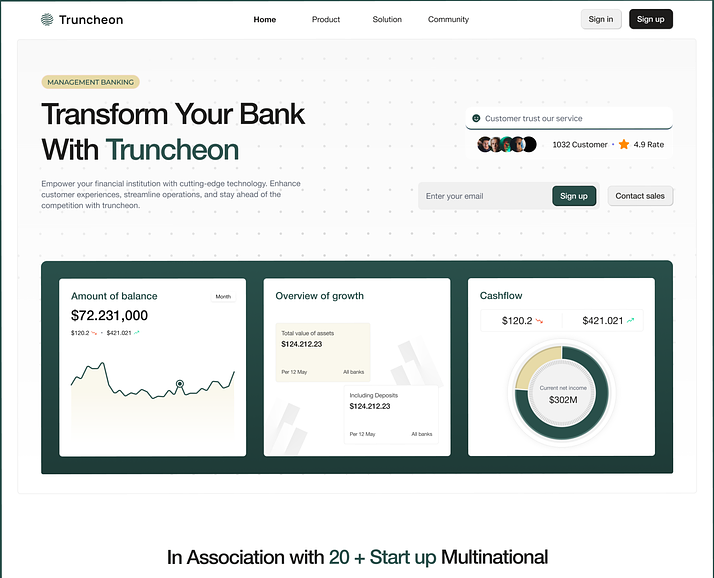 Truncheon
Home
Product
Solution
Community
Sign in
Sign up
MANAGEMENT BANKING
Transform Your Bank
With Truncheon
Empower your financial institution with cutting-edge technology. Enhance
customer experiences, streamline operations, and stay ahead of the
competition with truncheon.
Customer trust our service
1032 Customer • 4.9 Rate
Enter your email
Sign up
Contact sales
Amount of balance
Month
$72.231,000
$120.2 • $421.021
Overview of growth
Total value of assets
$124.212.23
Per 12 May
All banks
Including Deposits
$124.212.23
Per 12 May
All banks
Cashflow
$120.2
$421.021
Current net income
$302M
In Association with 20 + Start up Multinational